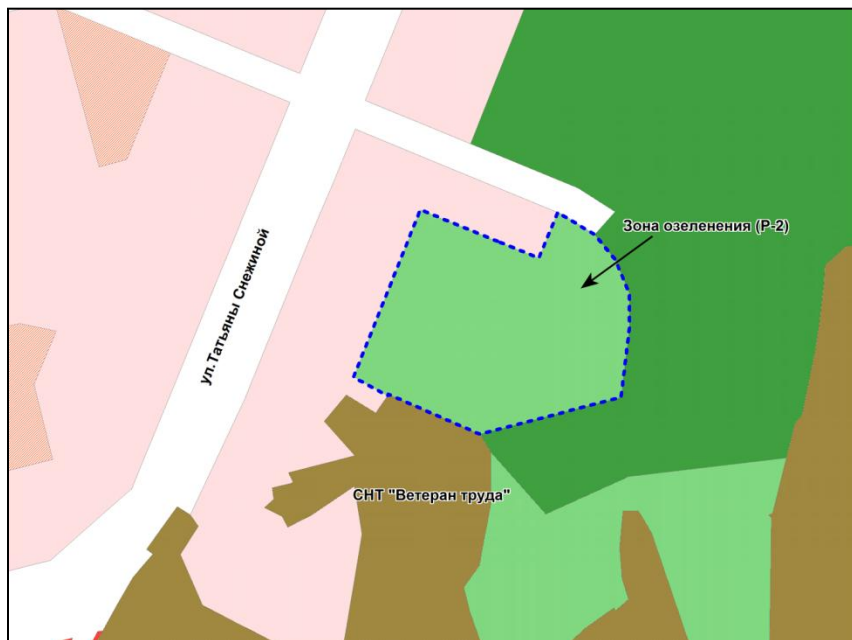 Зона озеленения (Р-2)
ул.Татьяны Снежиной
СНТ "Ветеран труда"